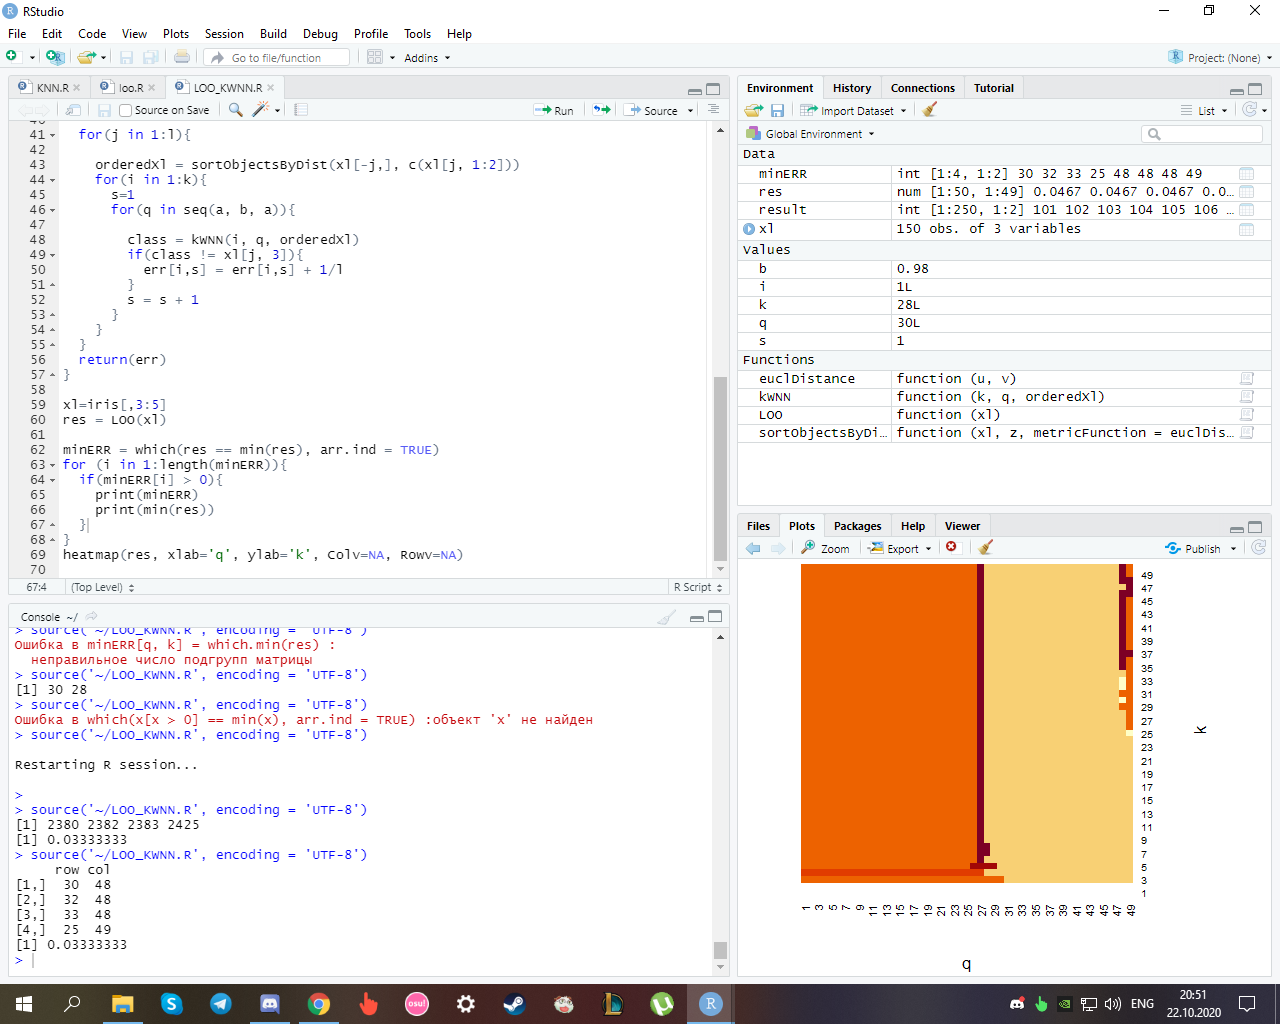 RStudio
File Edit Code View Plots Session Build Debug Profile Tools Help
Go to file/function Addins Project: (None)
KNN.R loo.R LOO_KWNN.R
Source on Save Run Source
41 for(j in 1:l){
42
43 orderedXl = sortObjectsByDist(xl[-j,], c(xl[j, 1:2]))
44 for(i in 1:k){
45 s=1
46 for(q in seq(a, b, a)){
47
48 class = kWNN(i, q, orderedXl)
49 if(class != xl[j, 3]){
50 err[i,s] = err[i,s] + 1/l
51 }
52 s = s + 1
53 }
54 }
55 }
56 return(err)
57 }
58
59 xl=iris[,3:5]
60 res = LOO(xl)
61
62 minERR = which(res == min(res), arr.ind = TRUE)
63 for (i in 1:length(minERR)){
64 if(minERR[i] > 0){
65 print(minERR)
66 print(min(res))
67 }
68 }
69 heatmap(res, xlab='q', ylab='k', Colv=NA, Rowv=NA)
70
67:4 (Top Level) R Script
Console ~/
> source('~/LOO_KWNN.R', encoding = 'UTF-8')
Ошибка в minERR[q, k] = which.min(res) :
неправильное число подгрупп матрицы
> source('~/LOO_KWNN.R', encoding = 'UTF-8')
[1] 30 28
> source('~/LOO_KWNN.R', encoding = 'UTF-8')
Ошибка в which(x[x > 0] == min(x), arr.ind = TRUE) :объект 'x' не найден
> source('~/LOO_KWNN.R', encoding = 'UTF-8')
Restarting R session...
>
> source('~/LOO_KWNN.R', encoding = 'UTF-8')
[1] 2380 2382 2383 2425
[1] 0.03333333
> source('~/LOO_KWNN.R', encoding = 'UTF-8')
row col
[1,] 30 48
[2,] 32 48
[3,] 33 48
[4,] 25 49
[1] 0.03333333
>
Environment History Connections Tutorial
Import Dataset List
Global Environment
Data
minERR int [1:4, 1:2] 30 32 33 25 48 48 48 49
res num [1:50, 1:49] 0.0467 0.0467 0.0467 0.0…
result int [1:250, 1:2] 101 102 103 104 105 106 …
xl 150 obs. of 3 variables
Values
b 0.98
i 1L
k 28L
q 30L
s 1
Functions
euclDistance function (u, v)
kWNN function (k, q, orderedXl)
LOO function (xl)
sortObjectsByDi… function (xl, z, metricFunction = euclDis…
Files Plots Packages Help Viewer
Zoom Export Publish
49
47
45
43
41
39
37
35
33
31
29
27
25
23
21
19
17
15
13
11
9
7
5
3
1
k
1 3 5 7 9 11 13 15 17 19 21 23 25 27 29 31 33 35 37 39 41 43 45 47 49
q
osu!
ENG
20:51
22.10.2020